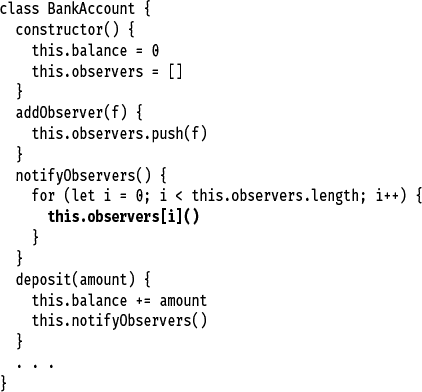 class BankAccount {
  constructor() {
    this.balance = 0
    this.observers = []
  }
  addObserver(f) {
    this.observers.push(f)
  }
  notifyObservers() {
    for (let i = 0; i < this.observers.length; i++) {
      this.observers[i]()
    }
  }
  deposit(amount) {
    this.balance += amount
    this.notifyObservers()
  }
  . . .
}